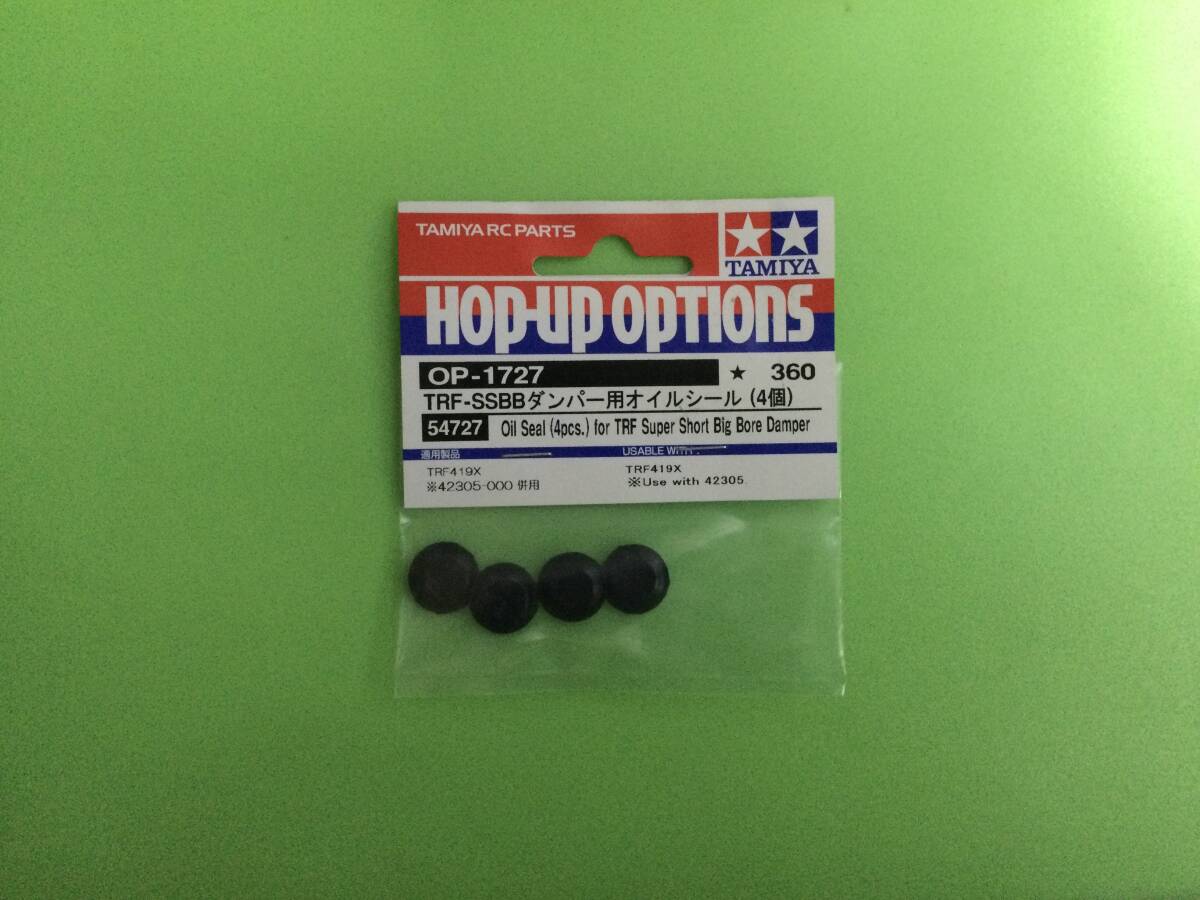 TAMIYA RC PARTS
TAMIYA
HOP-UP OPTIONS
OP-1727 ★ 360
TRF-SSBBダンパー用オイルシール (4個)
54727 Oil Seal (4pcs.) for TRF Super Short Big Bore Damper
適用製品 USABLE WITH :
TRF419X TRF419X
※42305-000 併用 ※Use with 42305.